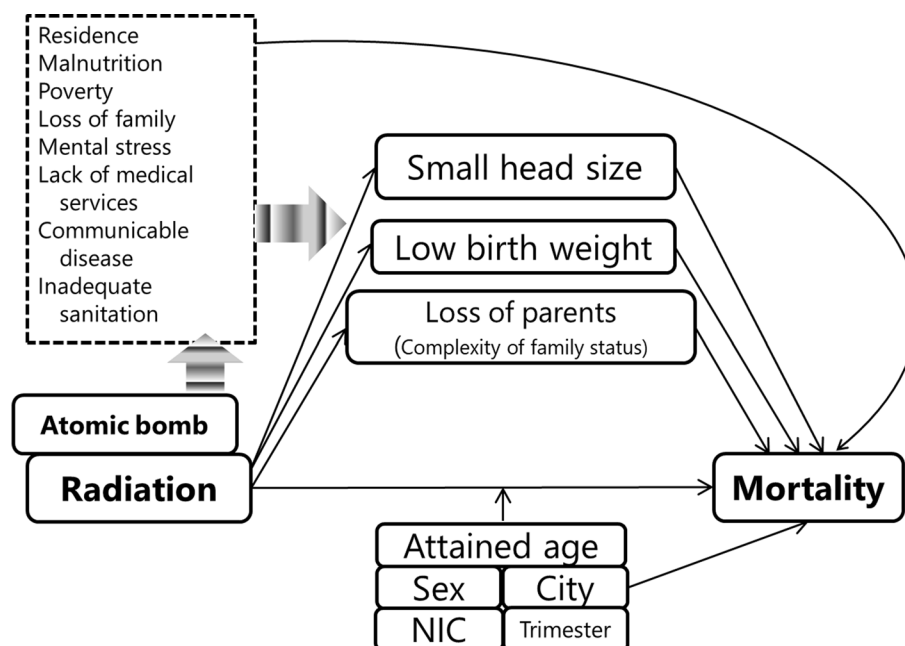 Residence
Malnutrition
Poverty
Loss of family
Mental stress
Lack of medical
services
Communicable
disease
Inadequate
sanitation
Small head size
Low birth weight
Loss of parents
(Complexity of family status)
Atomic bomb
Radiation
Mortality
Attained age
Sex City
NIC Trimester